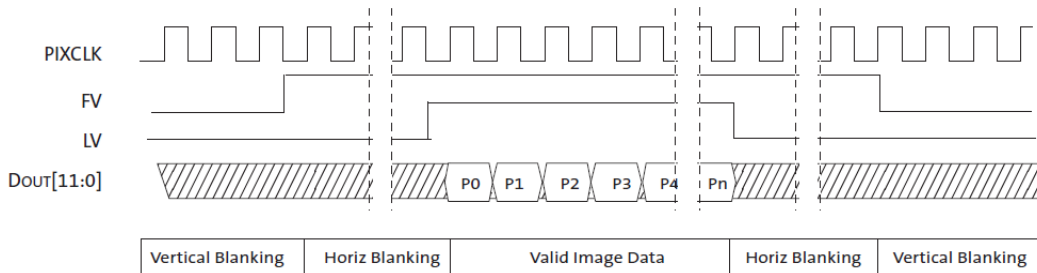 PIXCLK
FV
LV
DOUT[11:0]
P0 P1 P2 P3 P4 Pn
Vertical Blanking Horiz Blanking Valid Image Data Horiz Blanking Vertical Blanking